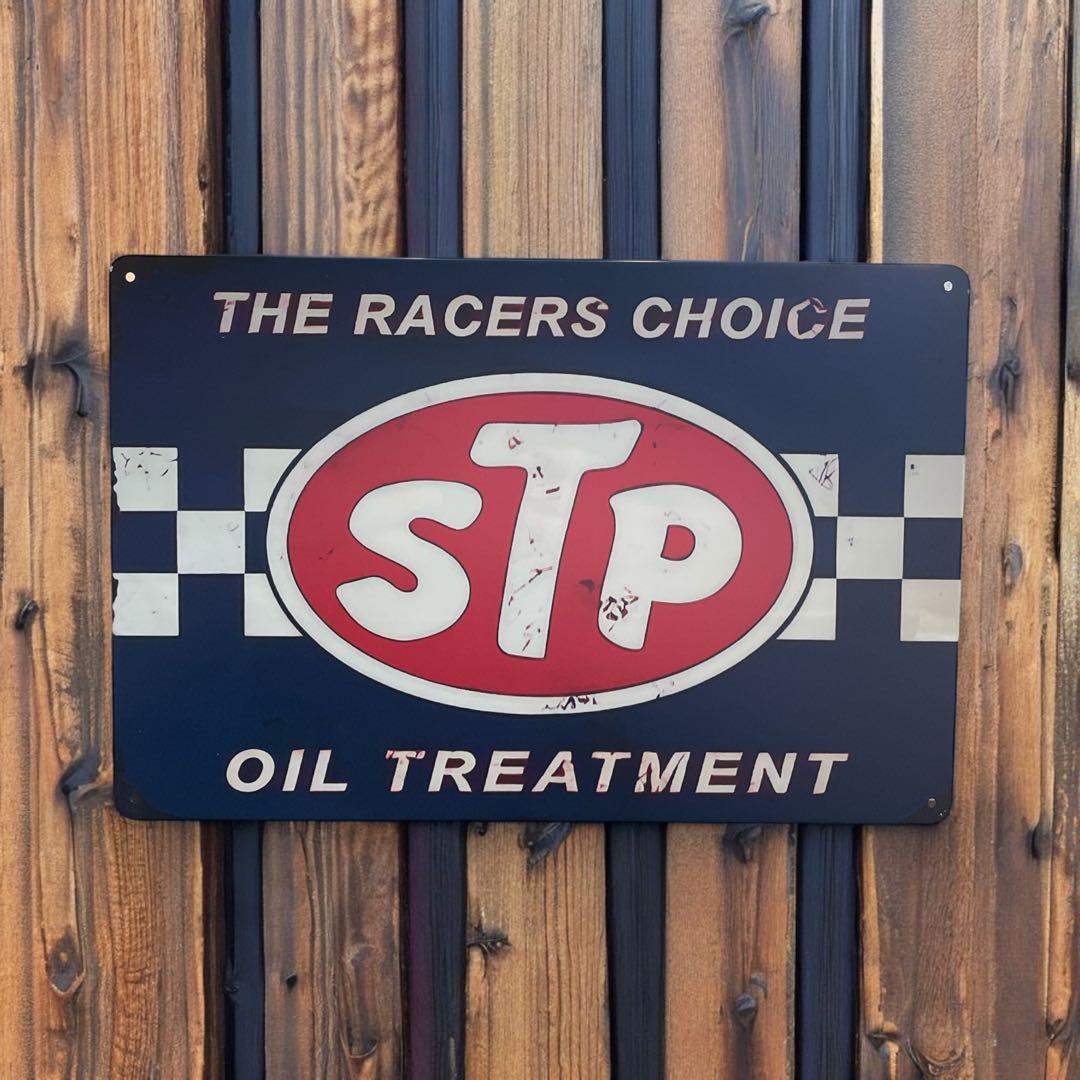 THE RACERS CHOICE
STP
OIL TREATMENT